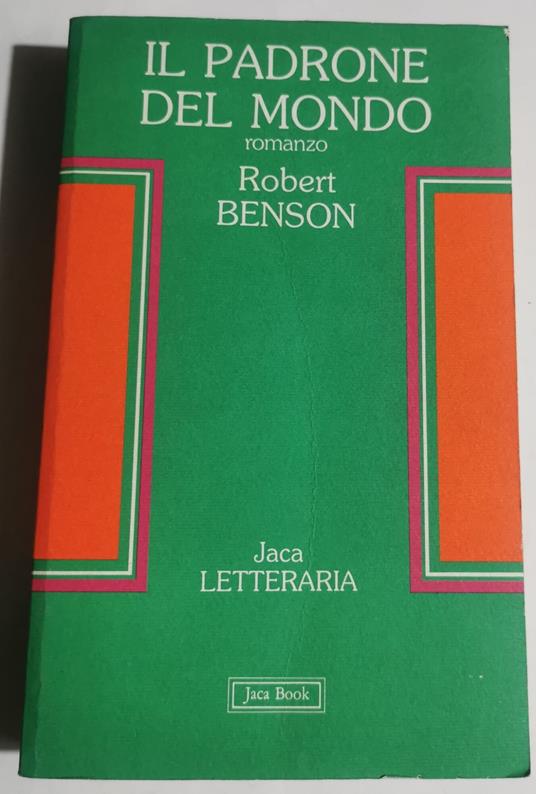 IL PADRONE
DEL MONDO
romanzo
Robert
BENSON
Jaca
LETTERARIA
Jaca Book